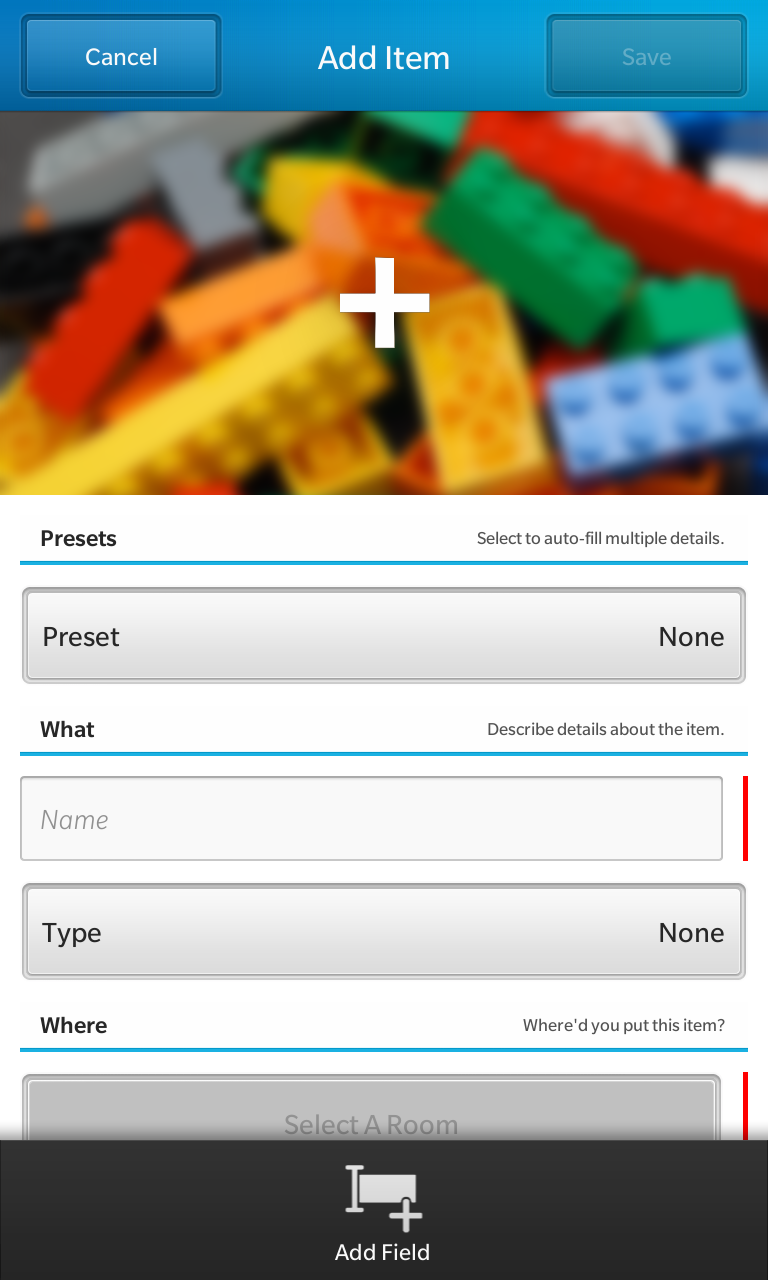 Cancel
Add Item
Save
Presets
Select to auto-fill multiple details.
Preset
None
What
Describe details about the item.
Name
Type
None
Where
Where'd you put this item?
Select A Room
Add Field